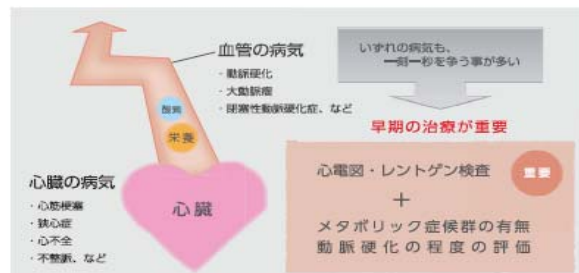 血管の病気
・動脈硬化
・大動脈瘤
・閉塞性動脈硬化症、など
酸素
栄養
心臓
心臓の病気
・心筋梗塞
・狭心症
・心不全
・不整脈、など
いずれの病気も、
一刻一秒を争う事が多い
早期の治療が重要
心電図・レントゲン検査
重要
+
メタボリック症候群の有無
動脈硬化の程度の評価